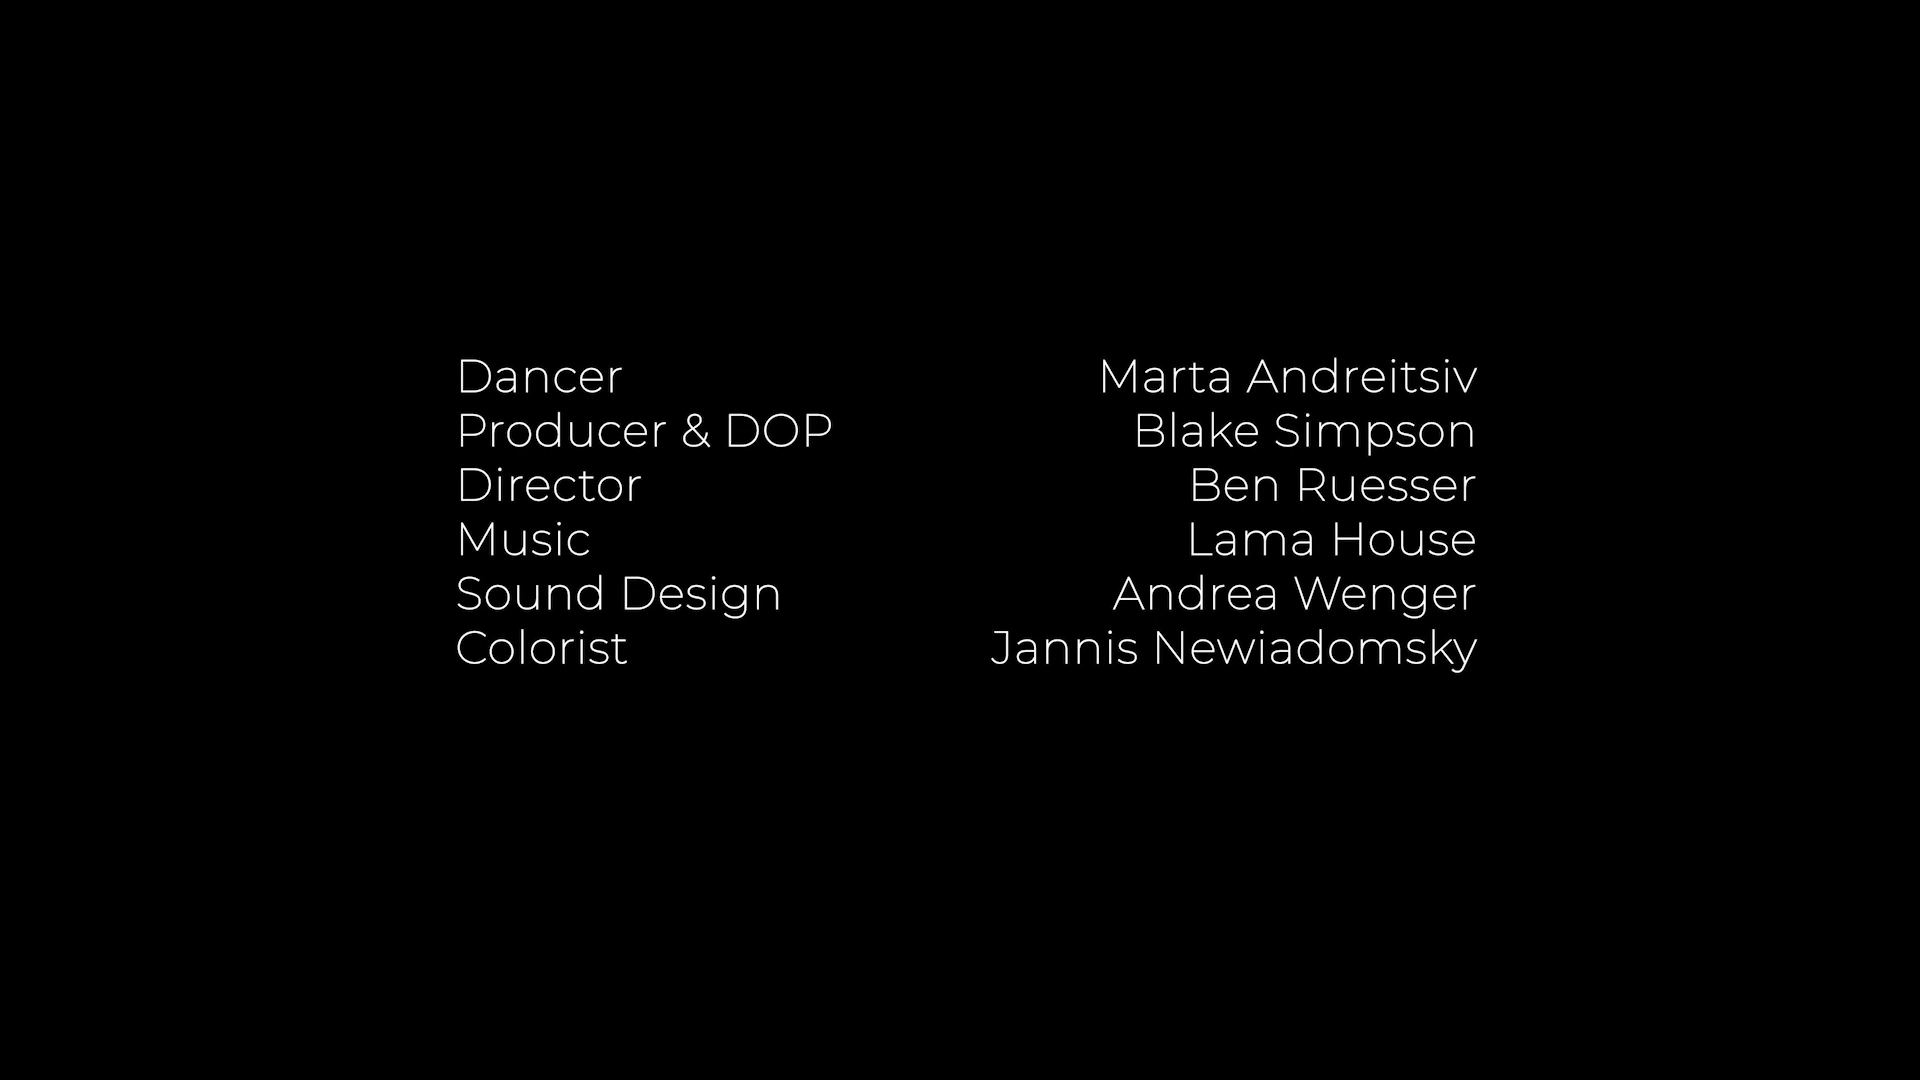 Dancer Marta Andreitsiv
Producer & DOP Blake Simpson
Director Ben Ruesser
Music Lama House
Sound Design Andrea Wenger
Colorist Jannis Newiadomsky